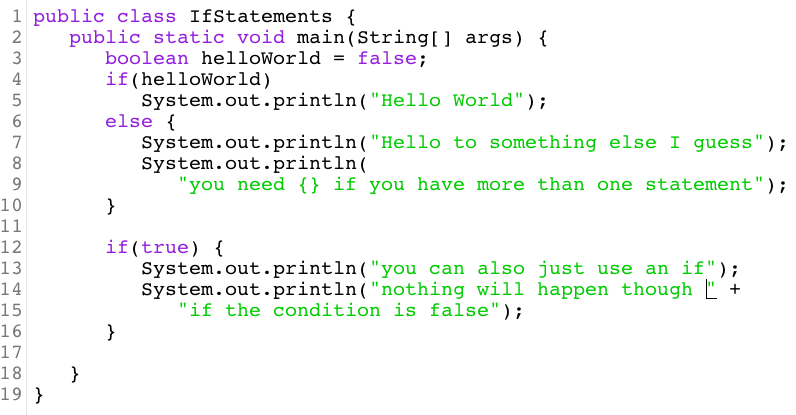 1 public class IfStatements {
2    public static void main(String[] args) {
3       boolean helloWorld = false;
4       if(helloWorld)
5          System.out.println("Hello World");
6       else {
7          System.out.println("Hello to something else I guess");
8          System.out.println(
9             "you need {} if you have more than one statement");
10       }
11
12       if(true) {
13          System.out.println("you can also just use an if");
14          System.out.println("nothing will happen though " +
15             "if the condition is false");
16       }
17
18    }
19 }